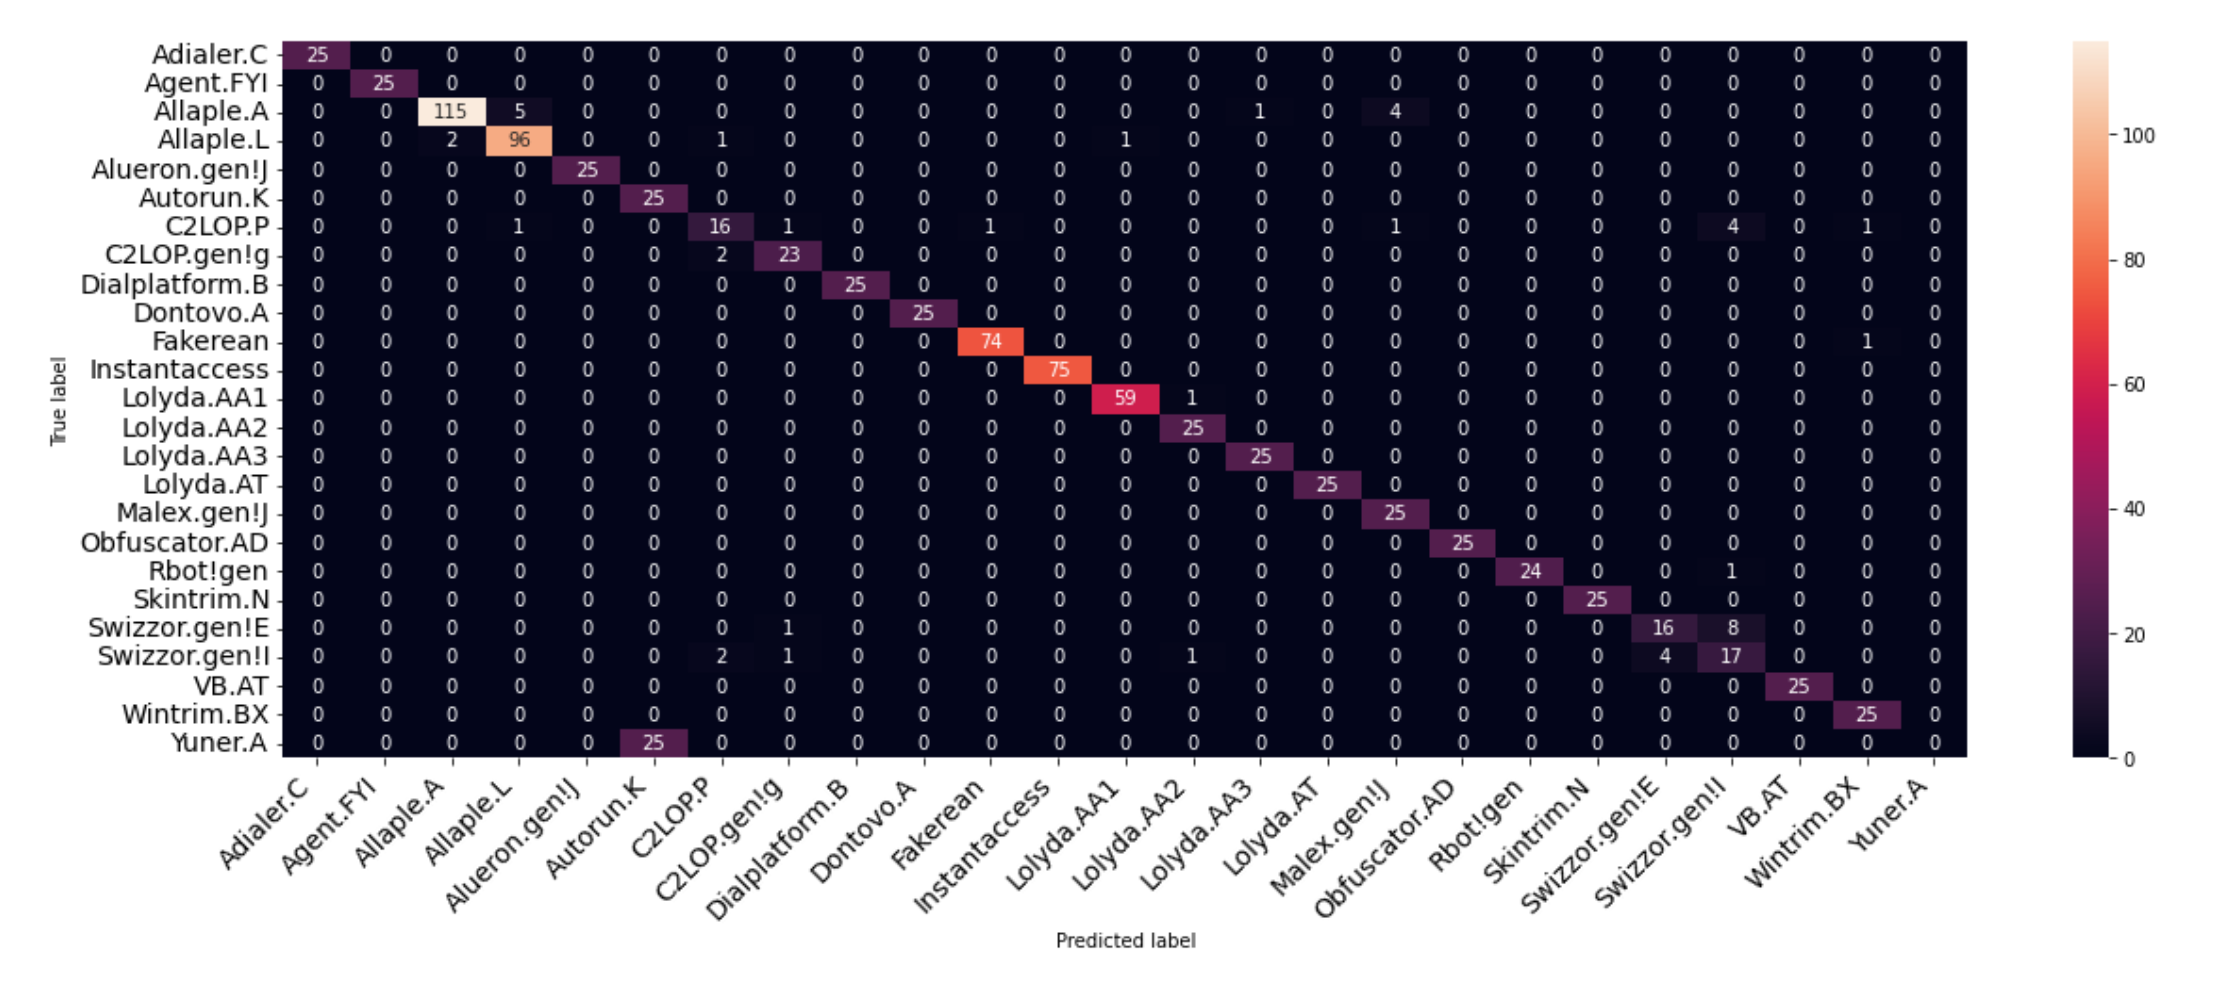 Adialer.C 25 0 0 0 0 0 0 0 0 0 0 0 0 0 0 0 0 0 0 0 0 0 0 0 0
Agent.FYI 0 25 0 0 0 0 0 0 0 0 0 0 0 0 0 0 0 0 0 0 0 0 0 0 0
Allaple.A 0 0 115 5 0 0 0 0 0 0 0 0 0 0 1 0 4 0 0 0 0 0 0 0 0
Allaple.L 0 0 2 96 0 0 1 0 0 0 0 0 1 0 0 0 0 0 0 0 0 0 0 0 0
Alueron.gen!J 0 0 0 0 25 0 0 0 0 0 0 0 0 0 0 0 0 0 0 0 0 0 0 0 0
Autorun.K 0 0 0 0 0 25 0 0 0 0 0 0 0 0 0 0 0 0 0 0 0 0 0 0 0
C2LOP.P 0 0 0 1 0 0 16 1 0 0 1 0 0 0 0 0 1 0 0 0 0 4 0 1 0
C2LOP.gen!g 0 0 0 0 0 0 2 23 0 0 0 0 0 0 0 0 0 0 0 0 0 0 0 0 0
Dialplatform.B 0 0 0 0 0 0 0 0 25 0 0 0 0 0 0 0 0 0 0 0 0 0 0 0 0
Dontovo.A 0 0 0 0 0 0 0 0 0 25 0 0 0 0 0 0 0 0 0 0 0 0 0 0 0
Fakerean 0 0 0 0 0 0 0 0 0 0 74 0 0 0 0 0 0 0 0 0 0 0 0 1 0
Instantaccess 0 0 0 0 0 0 0 0 0 0 0 75 0 0 0 0 0 0 0 0 0 0 0 0 0
Lolyda.AA1 0 0 0 0 0 0 0 0 0 0 0 0 59 1 0 0 0 0 0 0 0 0 0 0 0
Lolyda.AA2 0 0 0 0 0 0 0 0 0 0 0 0 0 25 0 0 0 0 0 0 0 0 0 0 0
Lolyda.AA3 0 0 0 0 0 0 0 0 0 0 0 0 0 0 25 0 0 0 0 0 0 0 0 0 0
Lolyda.AT 0 0 0 0 0 0 0 0 0 0 0 0 0 0 0 25 0 0 0 0 0 0 0 0 0
Malex.gen!J 0 0 0 0 0 0 0 0 0 0 0 0 0 0 0 0 25 0 0 0 0 0 0 0 0
Obfuscator.AD 0 0 0 0 0 0 0 0 0 0 0 0 0 0 0 0 0 25 0 0 0 0 0 0 0
Rbot!gen 0 0 0 0 0 0 0 0 0 0 0 0 0 0 0 0 0 0 24 0 0 1 0 0 0
Skintrim.N 0 0 0 0 0 0 0 0 0 0 0 0 0 0 0 0 0 0 0 25 0 0 0 0 0
Swizzor.gen!E 0 0 0 0 0 0 0 1 0 0 0 0 0 0 0 0 0 0 0 0 16 8 0 0 0
Swizzor.gen!I 0 0 0 0 0 0 2 1 0 0 0 0 0 1 0 0 0 0 0 0 4 17 0 0 0
VB.AT 0 0 0 0 0 0 0 0 0 0 0 0 0 0 0 0 0 0 0 0 0 0 25 0 0
Wintrim.BX 0 0 0 0 0 0 0 0 0 0 0 0 0 0 0 0 0 0 0 0 0 0 0 25 0
Yuner.A 0 0 0 0 0 25 0 0 0 0 0 0 0 0 0 0 0 0 0 0 0 0 0 0 0
True label
Adialer.C
Agent.FYI
Allaple.A
Allaple.L
Alueron.gen!J
Autorun.K
C2LOP.P
C2LOP.gen!g
Dialplatform.B
Dontovo.A
Fakerean
Instantaccess
Lolyda.AA1
Lolyda.AA2
Lolyda.AA3
Lolyda.AT
Malex.gen!J
Obfuscator.AD
Rbot!gen
Skintrim.N
Swizzor.gen!E
Swizzor.gen!I
VB.AT
Wintrim.BX
Yuner.A
Predicted label
100
80
60
40
20
0